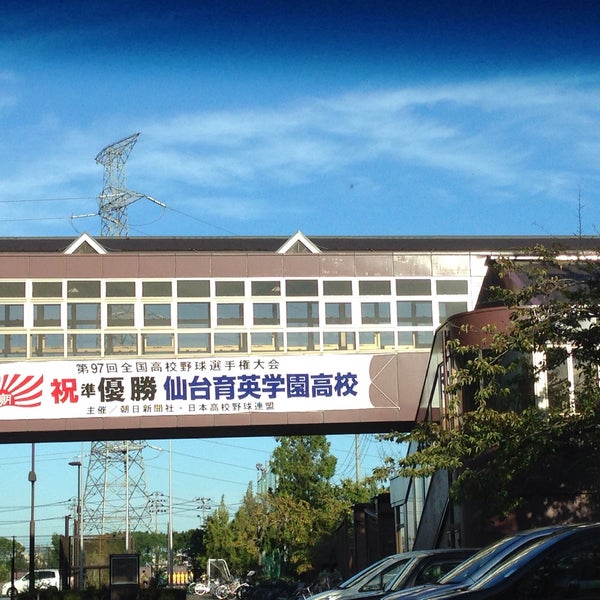 第97回全国高校野球選手権大会
祝準優勝 仙台育英学園高校
主催／朝日新聞社・日本高校野球連盟